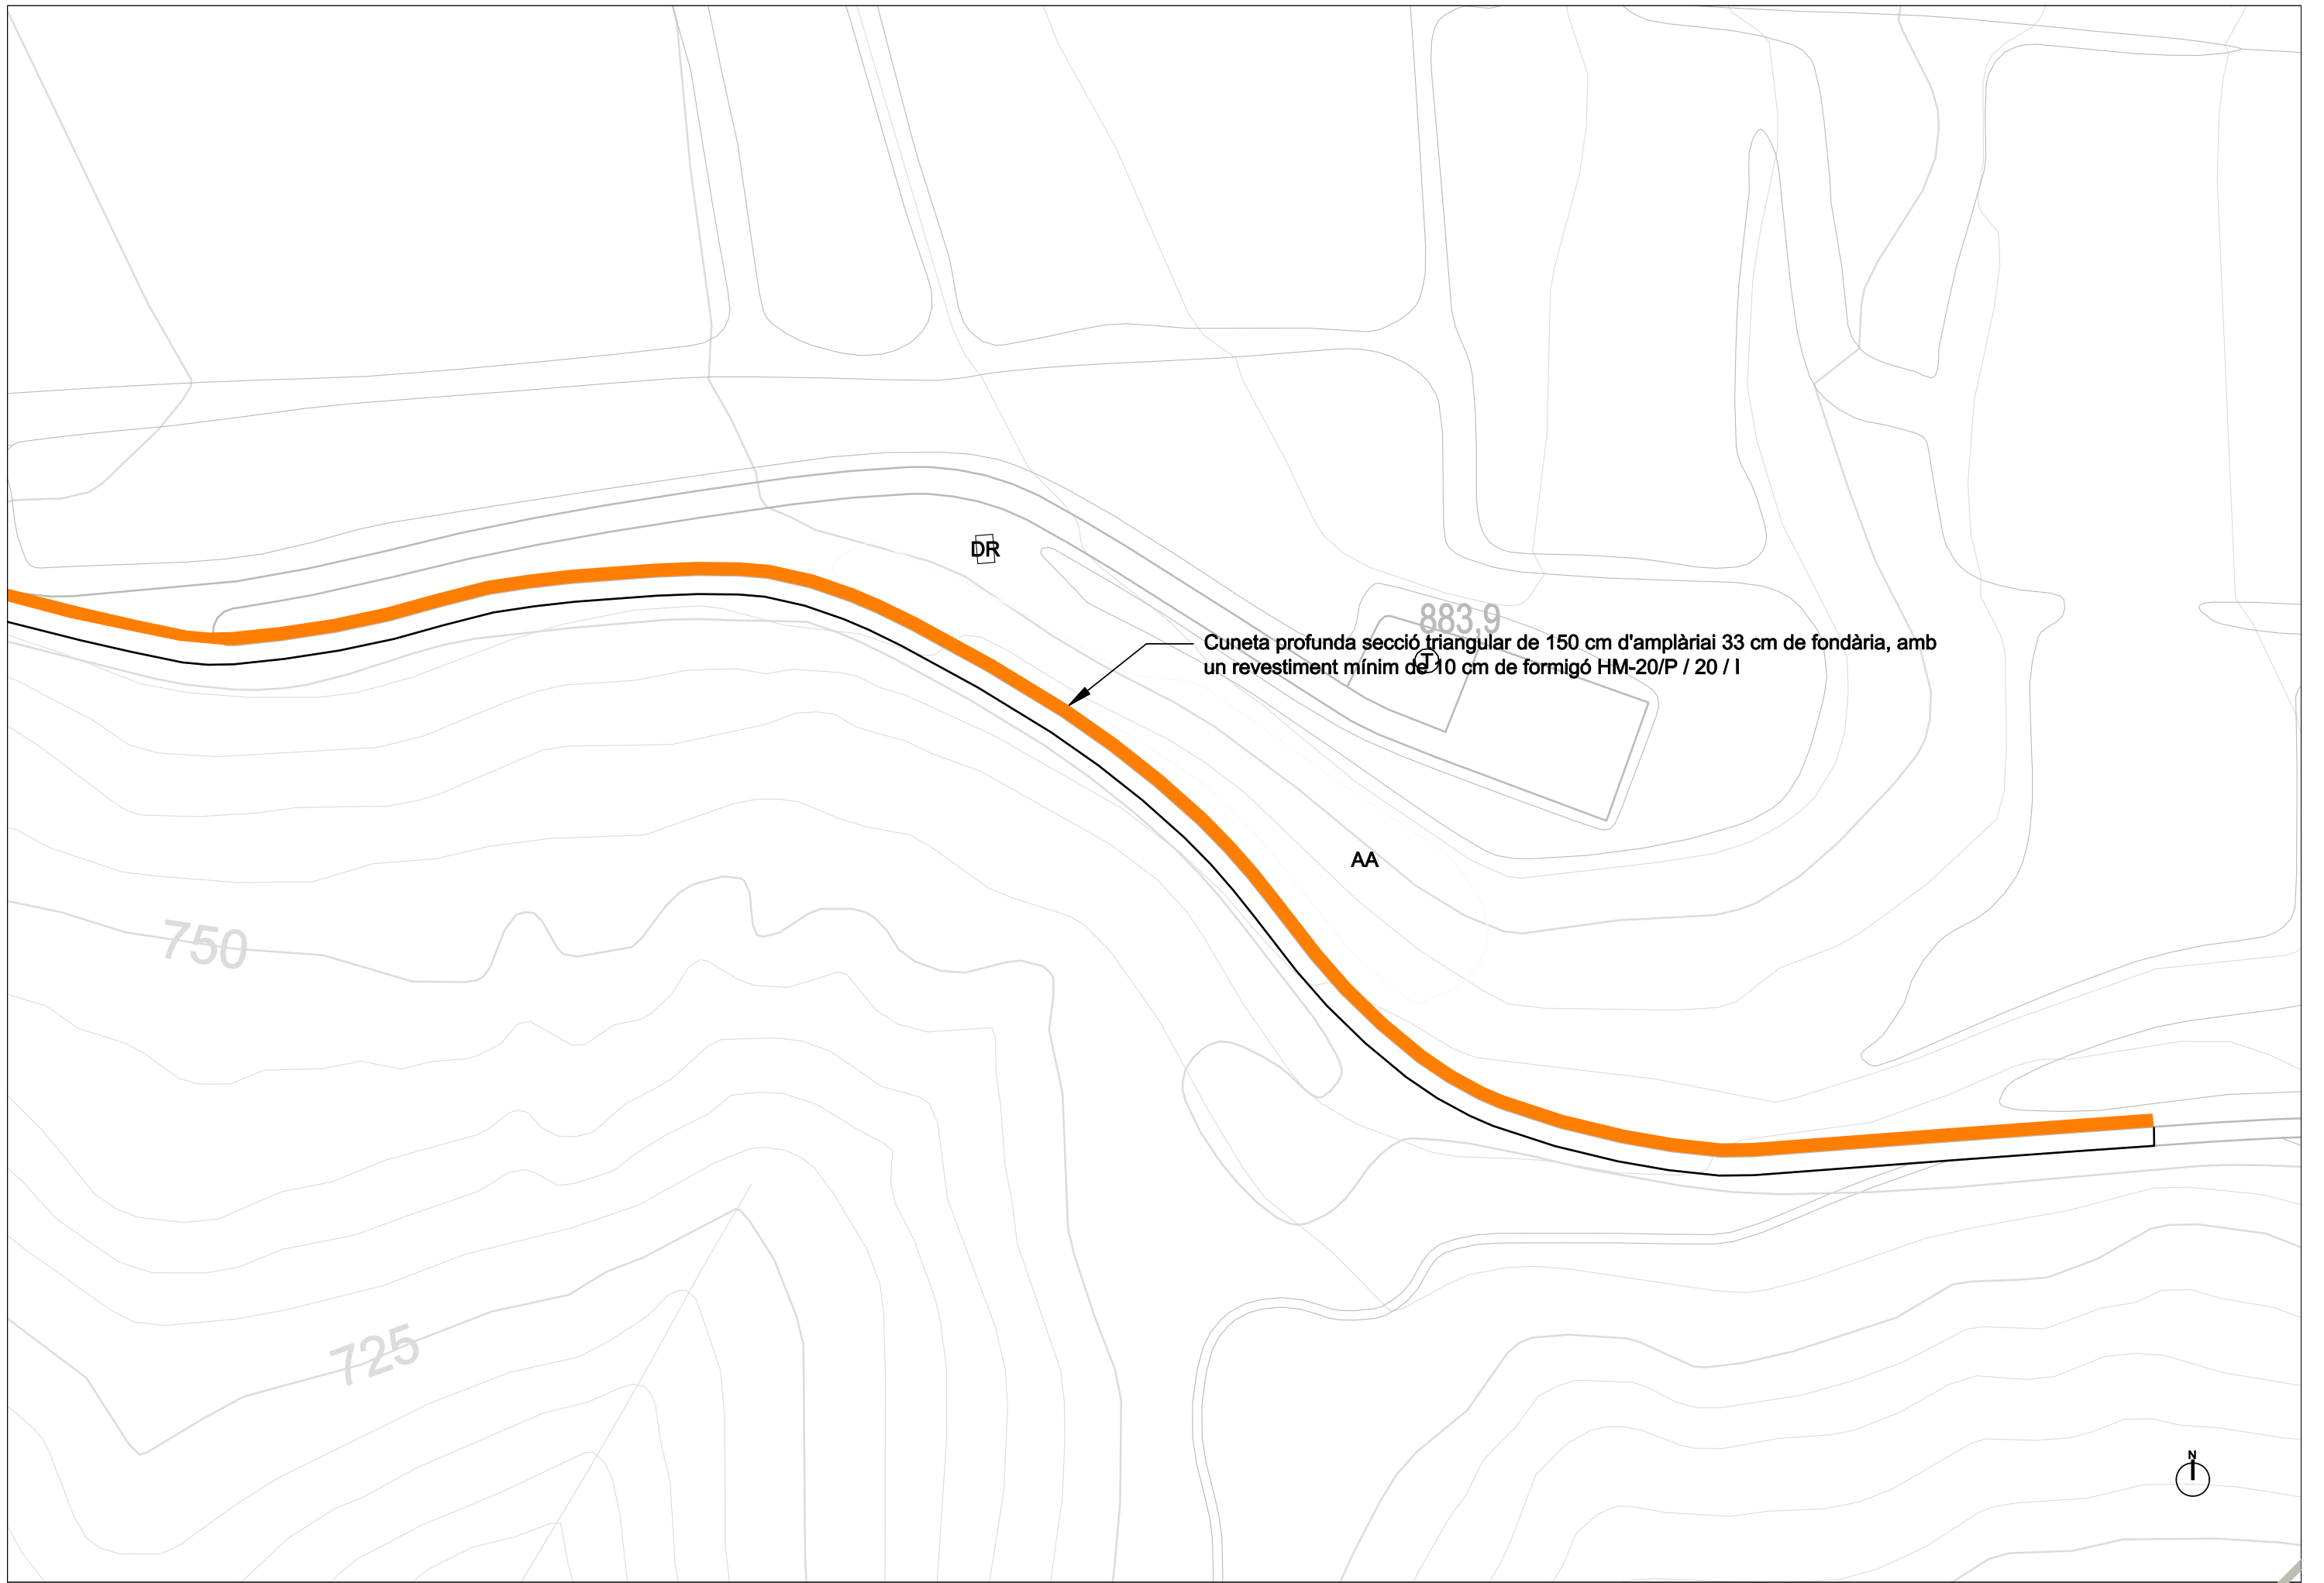 DR
883,9
Cuneta profunda secció triangular de 150 cm d'amplàriai 33 cm de fondària, amb
un revestiment mínim de 10 cm de formigó HM-20/P / 20 / I
T
AA
750
725
N